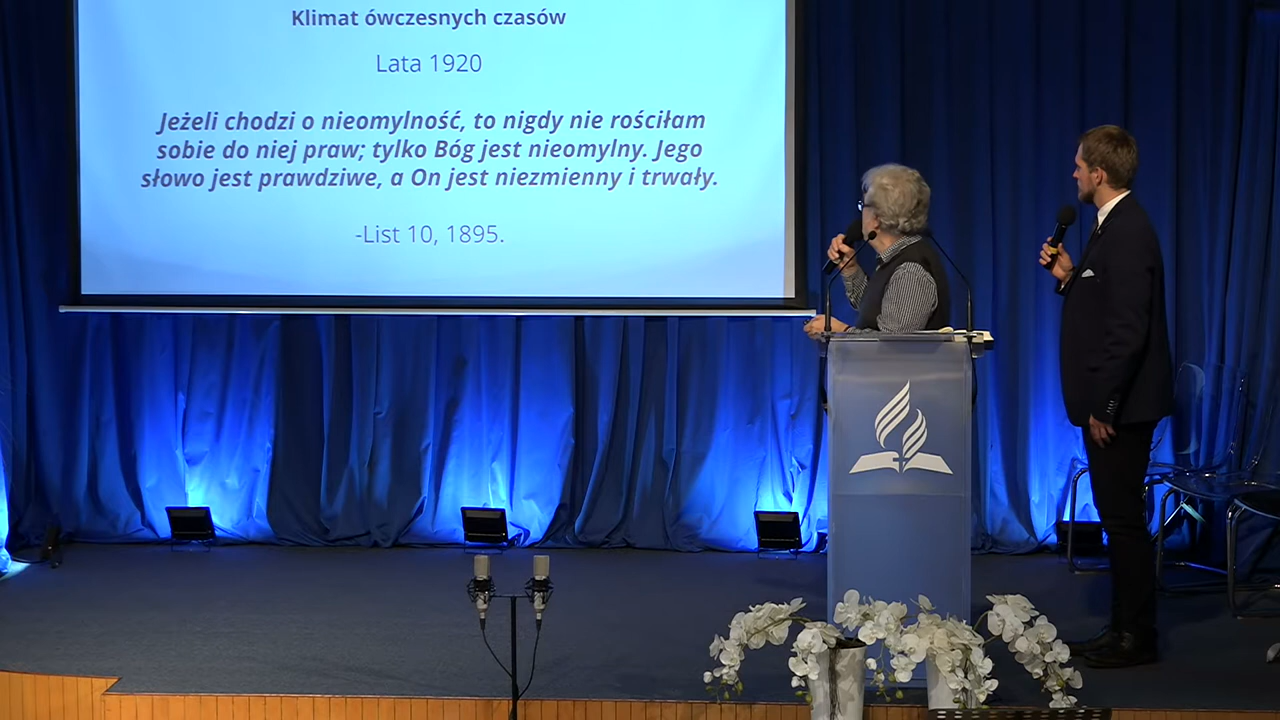 Klimat ówczesnych czasów
Lata 1920
Jeżeli chodzi o nieomylność, to nigdy nie rościłam
sobie do niej praw; tylko Bóg jest nieomylny. Jego
słowo jest prawdziwe, a On jest niezmienny i trwały.
-List 10, 1895.